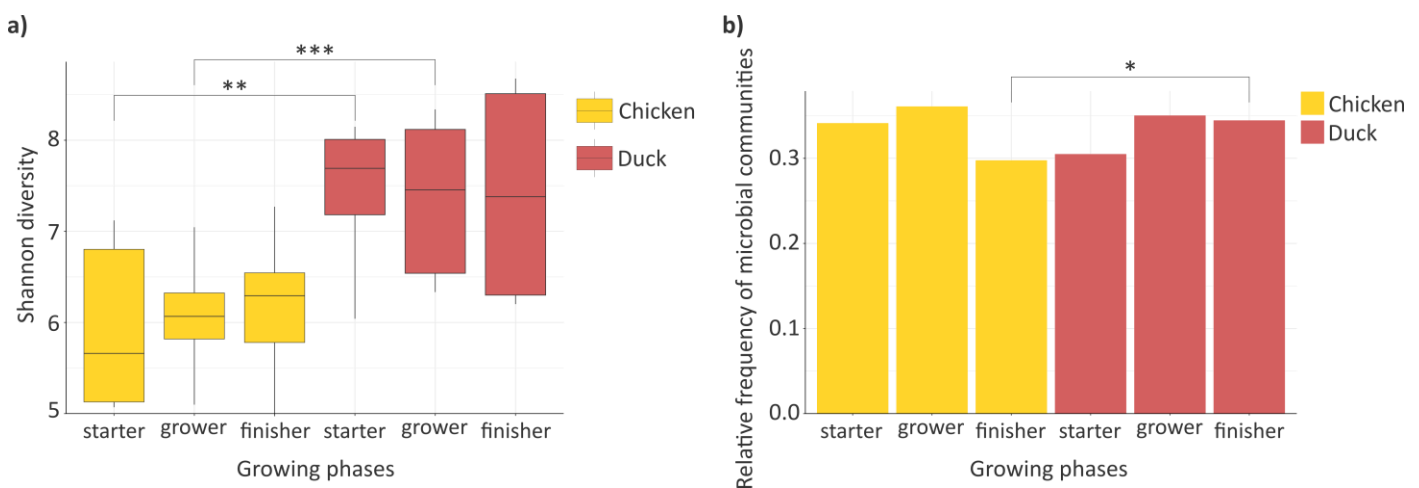 a)
***
**
Shannon diversity
8
7
6
5
starter grower finisher starter grower finisher
Growing phases
Chicken
Duck
b)
*
Relative frequency of microbial communities
0.3
0.2
0.1
0.0
starter grower finisher starter grower finisher
Growing phases
Chicken
Duck